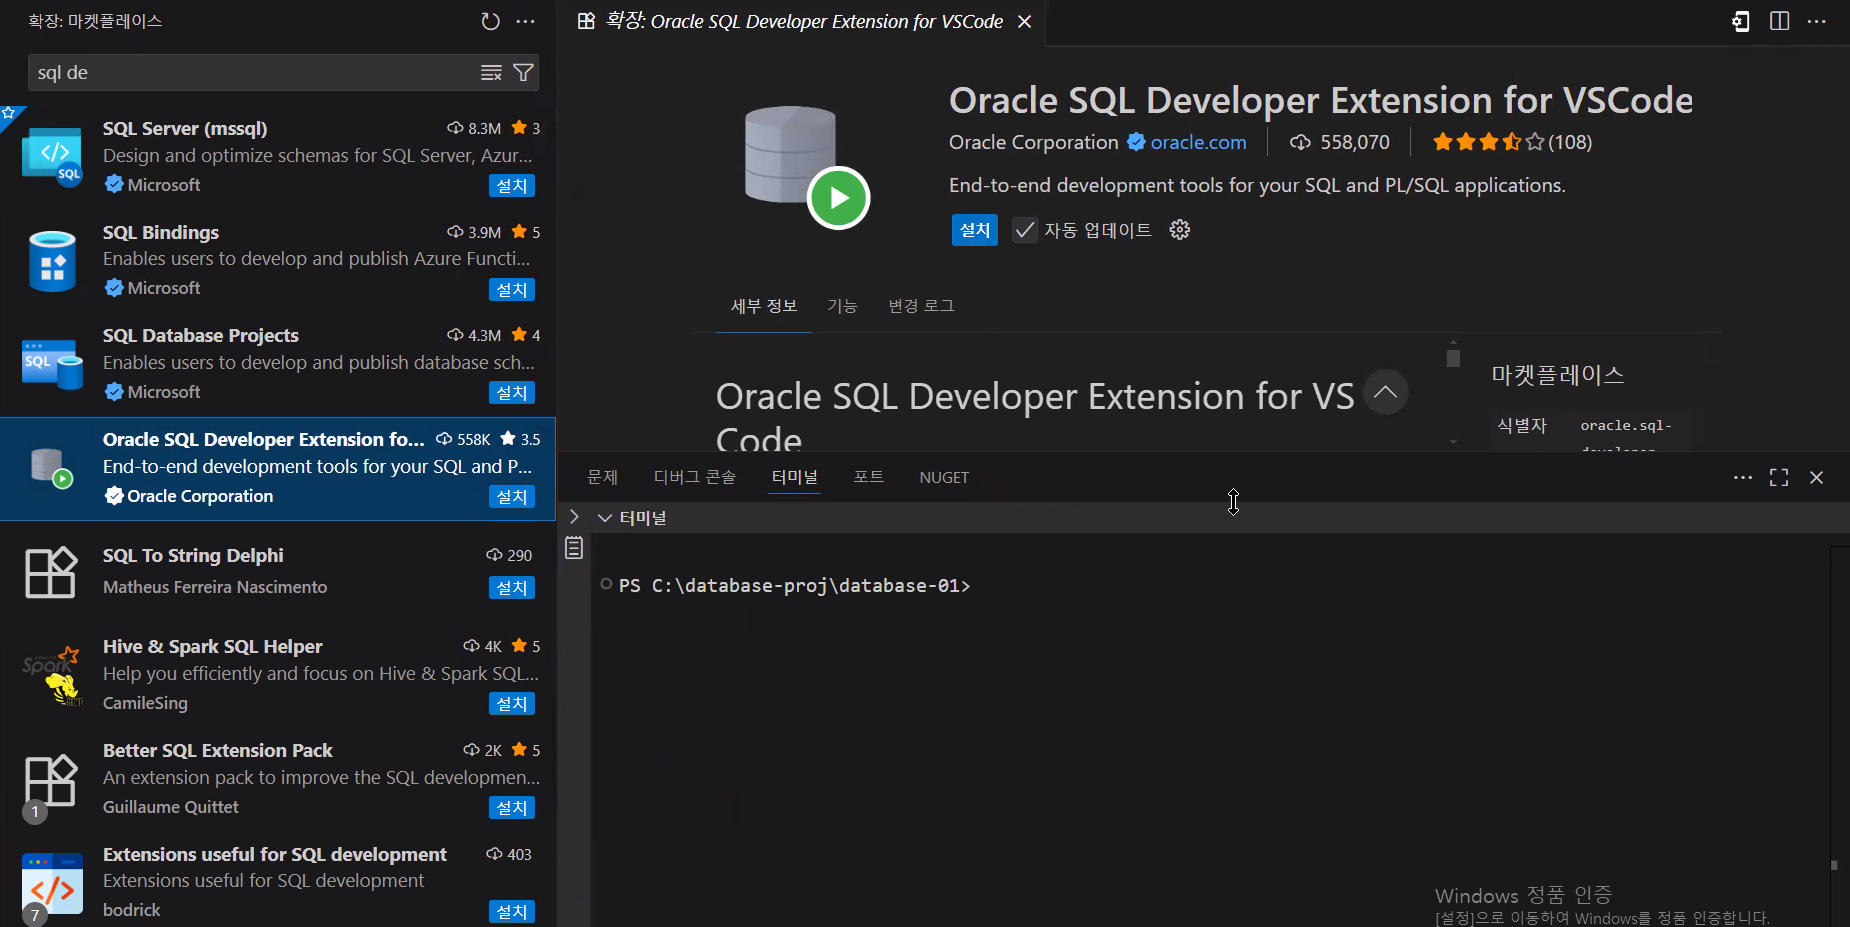 확장: 마켓플레이스
sql de
SQL Server (mssql) 8.3M 3
Design and optimize schemas for SQL Server, Azur...
Microsoft 설치
SQL Bindings 3.9M 5
Enables users to develop and publish Azure Functi...
Microsoft 설치
SQL Database Projects 4.3M 4
Enables users to develop and publish database sch...
Microsoft 설치
Oracle SQL Developer Extension fo... 558K 3.5
End-to-end development tools for your SQL and P...
Oracle Corporation 설치
SQL To String Delphi 290
Matheus Ferreira Nascimento 설치
Hive & Spark SQL Helper 4K 5
Help you efficiently and focus on Hive & Spark SQL...
CamileSing 설치
Better SQL Extension Pack 2K 5
An extension pack to improve the SQL developmen...
1 Guillaume Quittet 설치
Extensions useful for SQL development 403
Extensions useful for SQL development
7 bodrick 설치
확장: Oracle SQL Developer Extension for VSCode
Oracle SQL Developer Extension for VSCode
Oracle Corporation oracle.com 558,070 (108)
End-to-end development tools for your SQL and PL/SQL applications.
설치 자동 업데이트
세부 정보 기능 변경 로그
Oracle SQL Developer Extension for VS
Code
마켓플레이스
식별자 oracle.sql-
developer
문제 디버그 콘솔 터미널 포트 NUGET
터미널
PS C:\database-proj\database-01>
Windows 정품 인증
[설정]으로 이동하여 Windows를 정품 인증합니다.